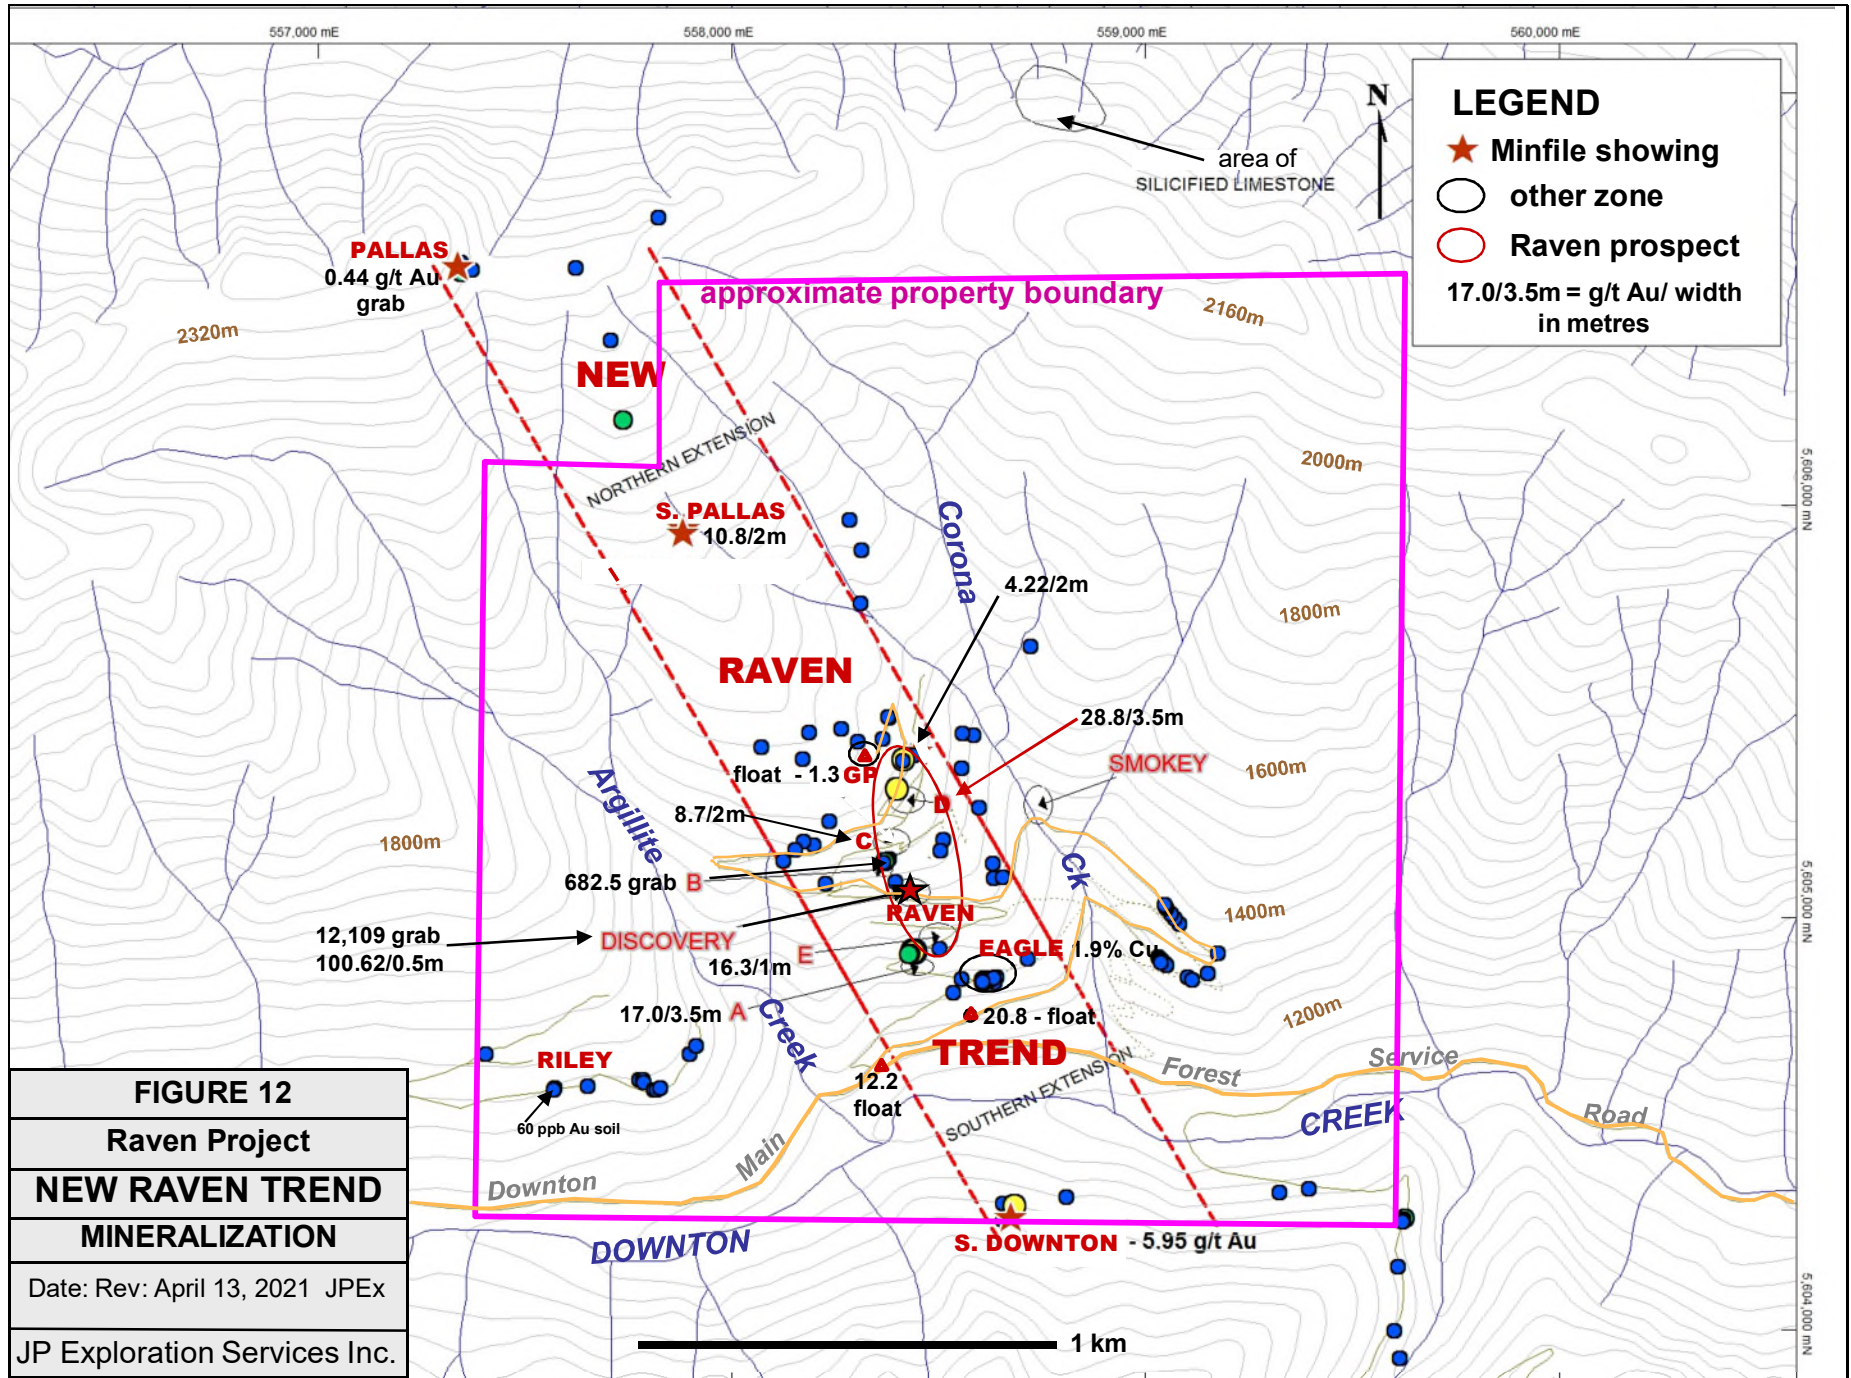 557,000 mE
558,000 mE
559,000 mE
560,000 mE
N
LEGEND
Minfile showing
other zone
Raven prospect
17.0/3.5m = g/t Au/ width
in metres
area of
SILICIFIED LIMESTONE
PALLAS
0.44 g/t Au
grab
approximate property boundary
2320m
2160m
NEW
NORTHERN EXTENSION
2000m
5,606,000 mN
S. PALLAS
10.8/2m
Corona
4.22/2m
1800m
RAVEN
28.8/3.5m
SMOKEY
1600m
float - 1.3
GP
D
Argillite
8.7/2m
C
1800m
Ck
682.5 grab
B
RAVEN
1400m
5,605,000 mN
12,109 grab
100.62/0.5m
DISCOVERY
E
16.3/1m
EAGLE
1.9% Cu
17.0/3.5m
A
Creek
20.8 - float
1200m
RILEY
TREND
12.2
float
SOUTHERN EXTENSION
Forest
Service
Road
60 ppb Au soil
CREEK
Main
Downton
DOWNTON
S. DOWNTON
- 5.95 g/t Au
5,604,000 mN
1 km
FIGURE 12
Raven Project
NEW RAVEN TREND
MINERALIZATION
Date: Rev: April 13, 2021 JPEx
JP Exploration Services Inc.